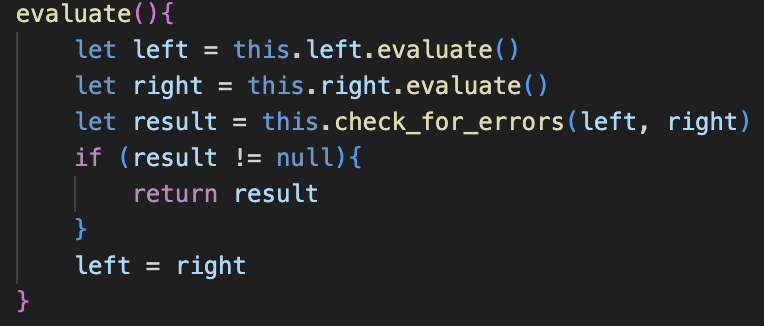 evaluate(){
    let left = this.left.evaluate()
    let right = this.right.evaluate()
    let result = this.check_for_errors(left, right)
    if (result != null){
        return result
    }
    left = right
}